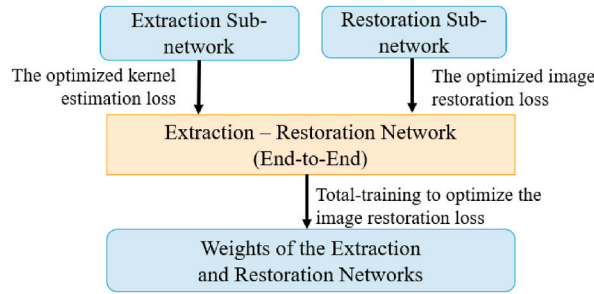 Extraction Sub-
network
Restoration Sub-
network
The optimized kernel
estimation loss
The optimized image
restoration loss
Extraction – Restoration Network
(End-to-End)
Total-training to optimize the
image restoration loss
Weights of the Extraction
and Restoration Networks